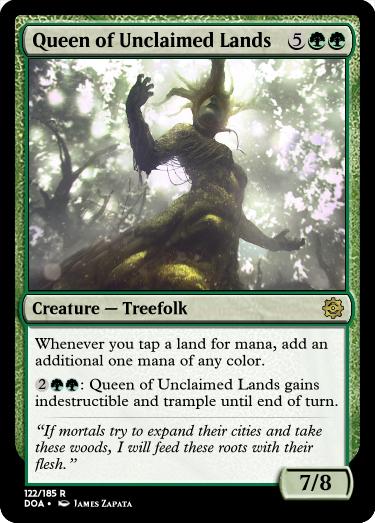 Queen of Unclaimed Lands 5
Creature — Treefolk
Whenever you tap a land for mana, add an
additional one mana of any color.
2: Queen of Unclaimed Lands gains
indestructible and trample until end of turn.
“If mortals try to expand their cities and take
these woods, I will feed these roots with their
flesh.”
7/8
122/185 R
DOA • James Zapata